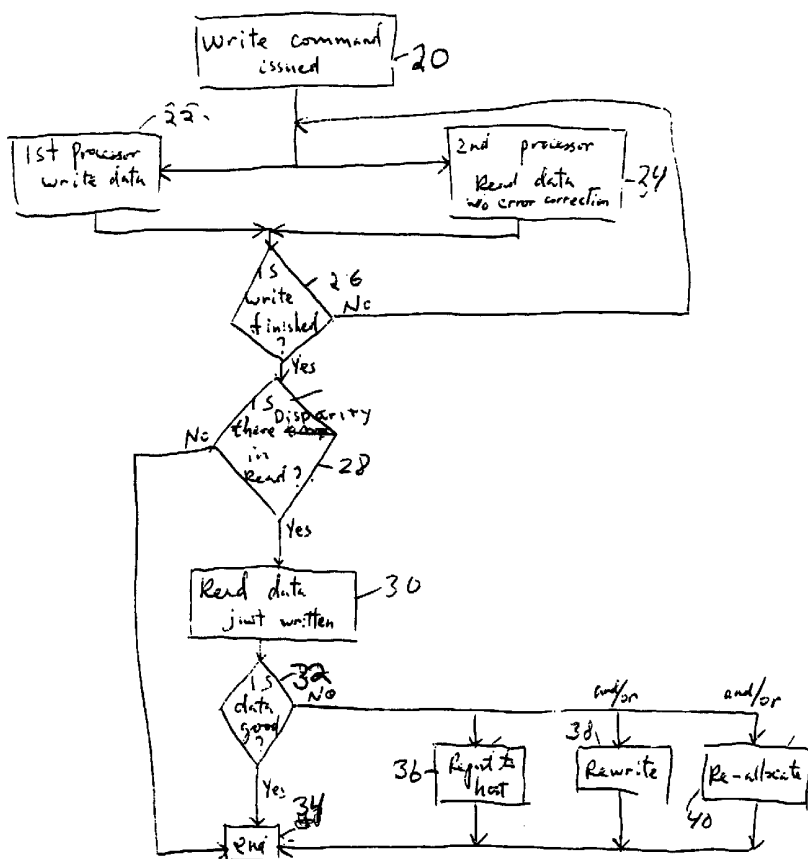 Write command
issued
20
22
1st processor
write data
2nd processor
Read data
w/o error correction
24
Is
write
finished
?
26
No
Yes
Is
there
Disparity
in
Read?
No
28
Yes
Read data
just written
30
Is
data
good
?
32
No
Yes
and/or
and/or
36
Report to
host
38
Rewrite
Re-allocate
40
34
end